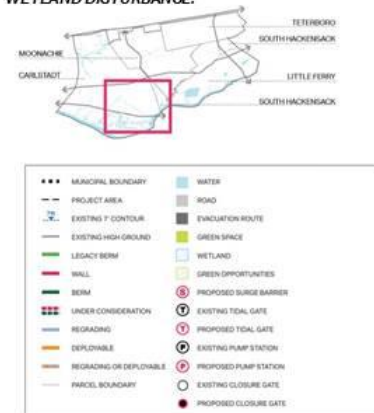 WETLAND DISTURBANCE.
TETERBORO
SOUTH HACKENSACK
MOONACHIE
CARLSTADT
LITTLE FERRY
SOUTH HACKENSACK
MUNICIPAL BOUNDARY
PROJECT AREA
EXISTING 7' CONTOUR
EXISTING HIGH GROUND
LEGACY BERM
WALL
BERM
UNDER CONSIDERATION
REGRADING
DEPLOYABLE
REGRADING OR DEPLOYABLE
PARCEL BOUNDARY
WATER
ROAD
EVACUATION ROUTE
GREEN SPACE
WETLAND
GREEN OPPORTUNITIES
S PROPOSED SURGE BARRIER
T EXISTING TIDAL GATE
T PROPOSED TIDAL GATE
P EXISTING PUMP STATION
P PROPOSED PUMP STATION
EXISTING CLOSURE GATE
PROPOSED CLOSURE GATE